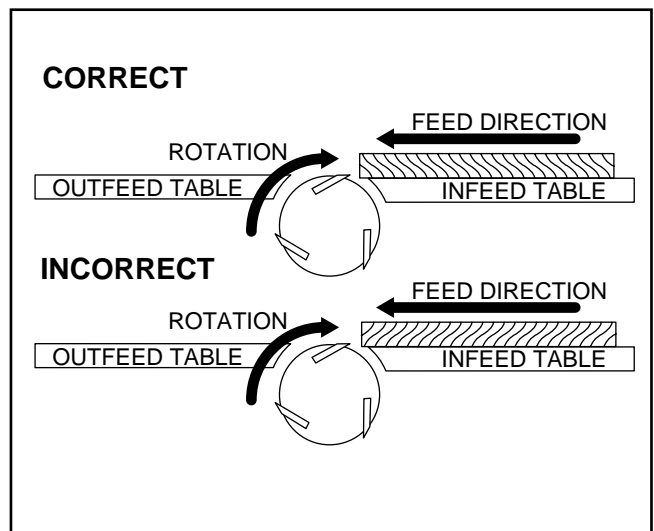 CORRECT
FEED DIRECTION
ROTATION
OUTFEED TABLE
INFEED TABLE
INCORRECT
FEED DIRECTION
ROTATION
OUTFEED TABLE
INFEED TABLE